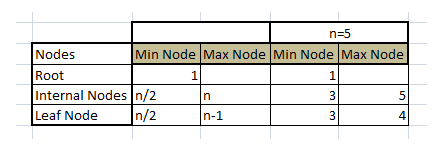 n=5
Nodes Min Node Max Node Min Node Max Node
Root 1 1
Internal Nodes n/2 n 3 5
Leaf Node n/2 n-1 3 4